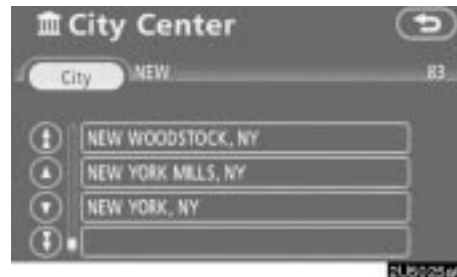 City Center
City NEW 83
NEW WOODSTOCK, NY
NEW YORK MILLS, NY
NEW YORK, NY